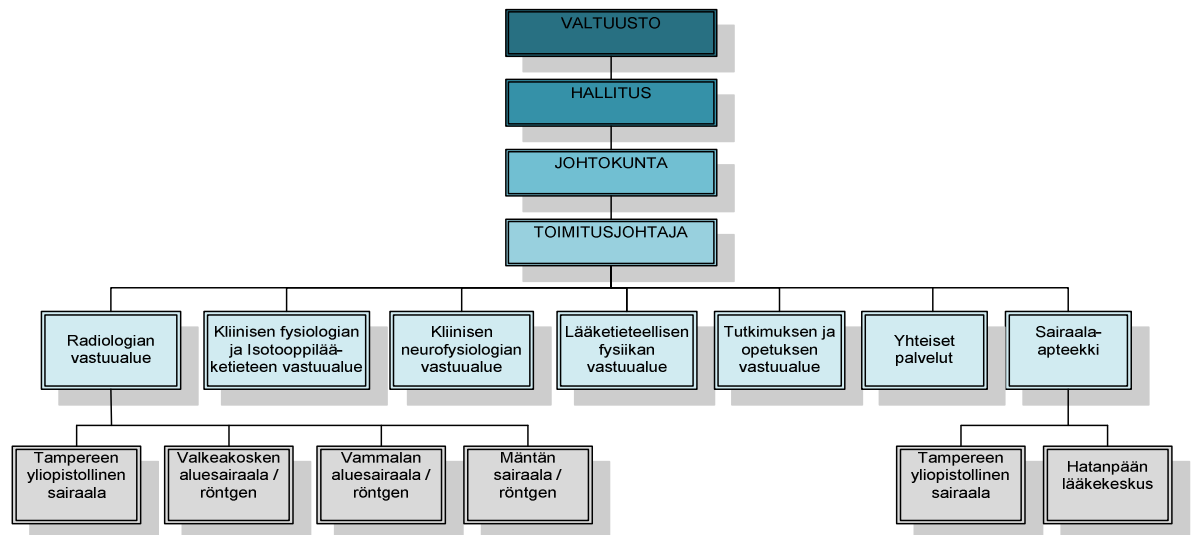 VALTUUSTO
HALLITUS
JOHTOKUNTA
TOIMITUSJOHTAJA
Radiologian
vastuualue
Kliinisen fysiologian
ja Isotooppilää-
ketieteen vastuualue
Kliinisen
neurofysiologian
vastuualue
Lääketieteellisen
fysiikan
vastuualue
Tutkimuksen ja
opetuksen
vastuualue
Yhteiset
palvelut
Sairaala-
apteekki
Tampereen
yliopistollinen
sairaala
Valkeakosken
aluesairaala /
röntgen
Vammalan
aluesairaala /
röntgen
Mäntän
sairaala /
röntgen
Tampereen
yliopistollinen
sairaala
Hatanpään
lääkekeskus